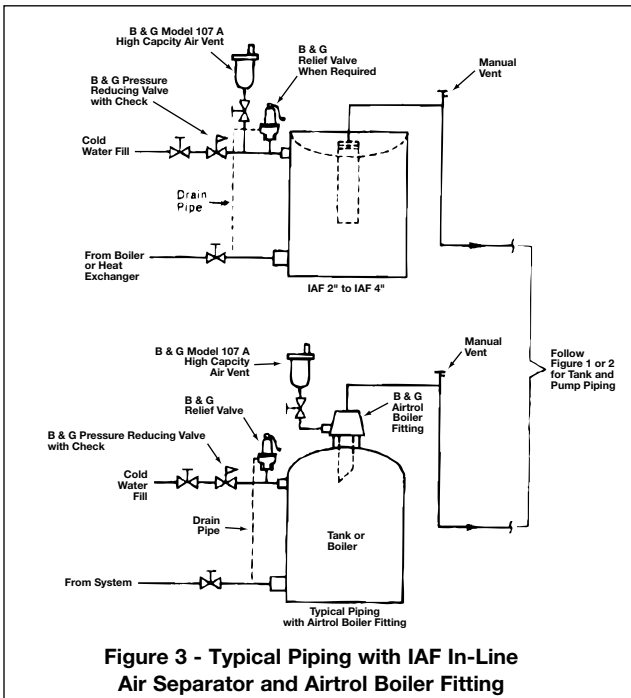 B & G Model 107 A
High Capcity Air Vent
B & G
Relief Valve
When Required
Manual
Vent
B & G Pressure
Reducing Valve
with Check
Cold
Water Fill
Drain
Pipe
From Boiler
or Heat
Exchanger
IAF 2" to IAF 4"
B & G Model 107 A
High Capcity
Air Vent
Manual
Vent
Follow
Figure 1 or 2
for Tank and
Pump Piping
B & G
Airtrol
Boiler
Fitting
B & G
Relief Valve
B & G Pressure Reducing Valve
with Check
Cold
Water
Fill
Drain
Pipe
Tank or
Boiler
From System
Typical Piping
with Airtrol Boiler Fitting
Figure 3 - Typical Piping with IAF In-Line
Air Separator and Airtrol Boiler Fitting